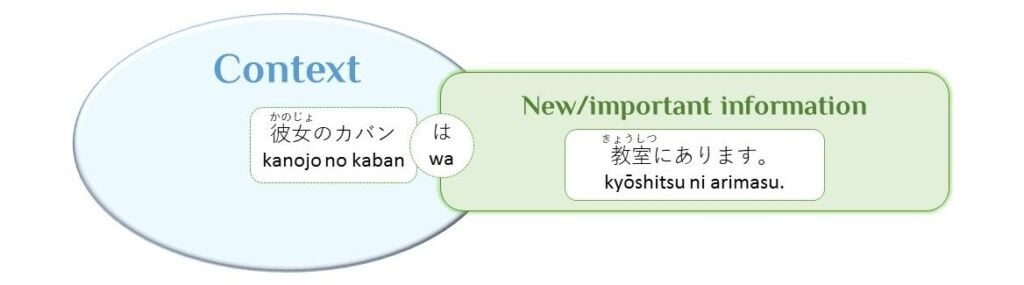 Context
かのじょ
彼女のカバン
kanojo no kaban
は
wa
New/important information
きょうしつ
教室にあります。
kyōshitsu ni arimasu.